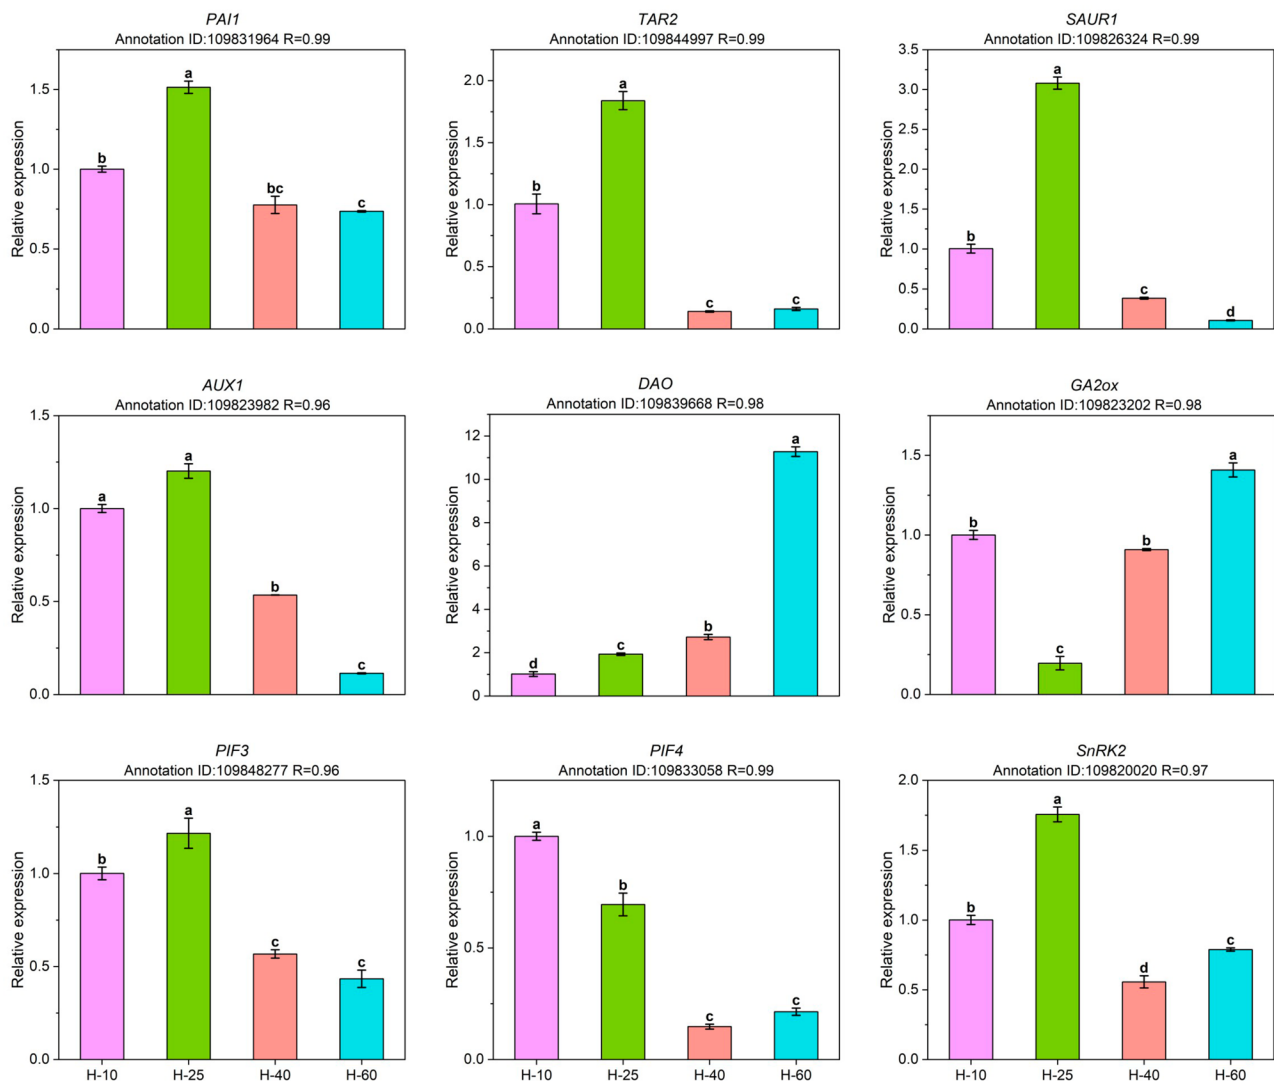 PAI1
Annotation ID:109831964 R=0.99
Relative expression
1.5
1.0
0.5
0.0
b
a
bc
c
TAR2
Annotation ID:109844997 R=0.99
Relative expression
2.0
1.5
1.0
0.5
0.0
b
a
c
c
SAUR1
Annotation ID:109826324 R=0.99
Relative expression
3.5
3.0
2.5
2.0
1.5
1.0
0.5
0.0
b
a
c
d
AUX1
Annotation ID:109823982 R=0.96
Relative expression
1.5
1.0
0.5
0.0
a
a
b
c
DAO
Annotation ID:109839668 R=0.98
Relative expression
12
10
8
6
4
2
0
d
c
b
a
GA2ox
Annotation ID:109823202 R=0.98
Relative expression
1.5
1.0
0.5
0.0
b
c
b
a
PIF3
Annotation ID:109848277 R=0.96
Relative expression
1.5
1.0
0.5
0.0
b
a
c
c
H-10 H-25 H-40 H-60
PIF4
Annotation ID:109833058 R=0.99
Relative expression
1.0
0.5
0.0
a
b
c
c
H-10 H-25 H-40 H-60
SnRK2
Annotation ID:109820020 R=0.97
Relative expression
2.0
1.5
1.0
0.5
0.0
b
a
d
c
H-10 H-25 H-40 H-60